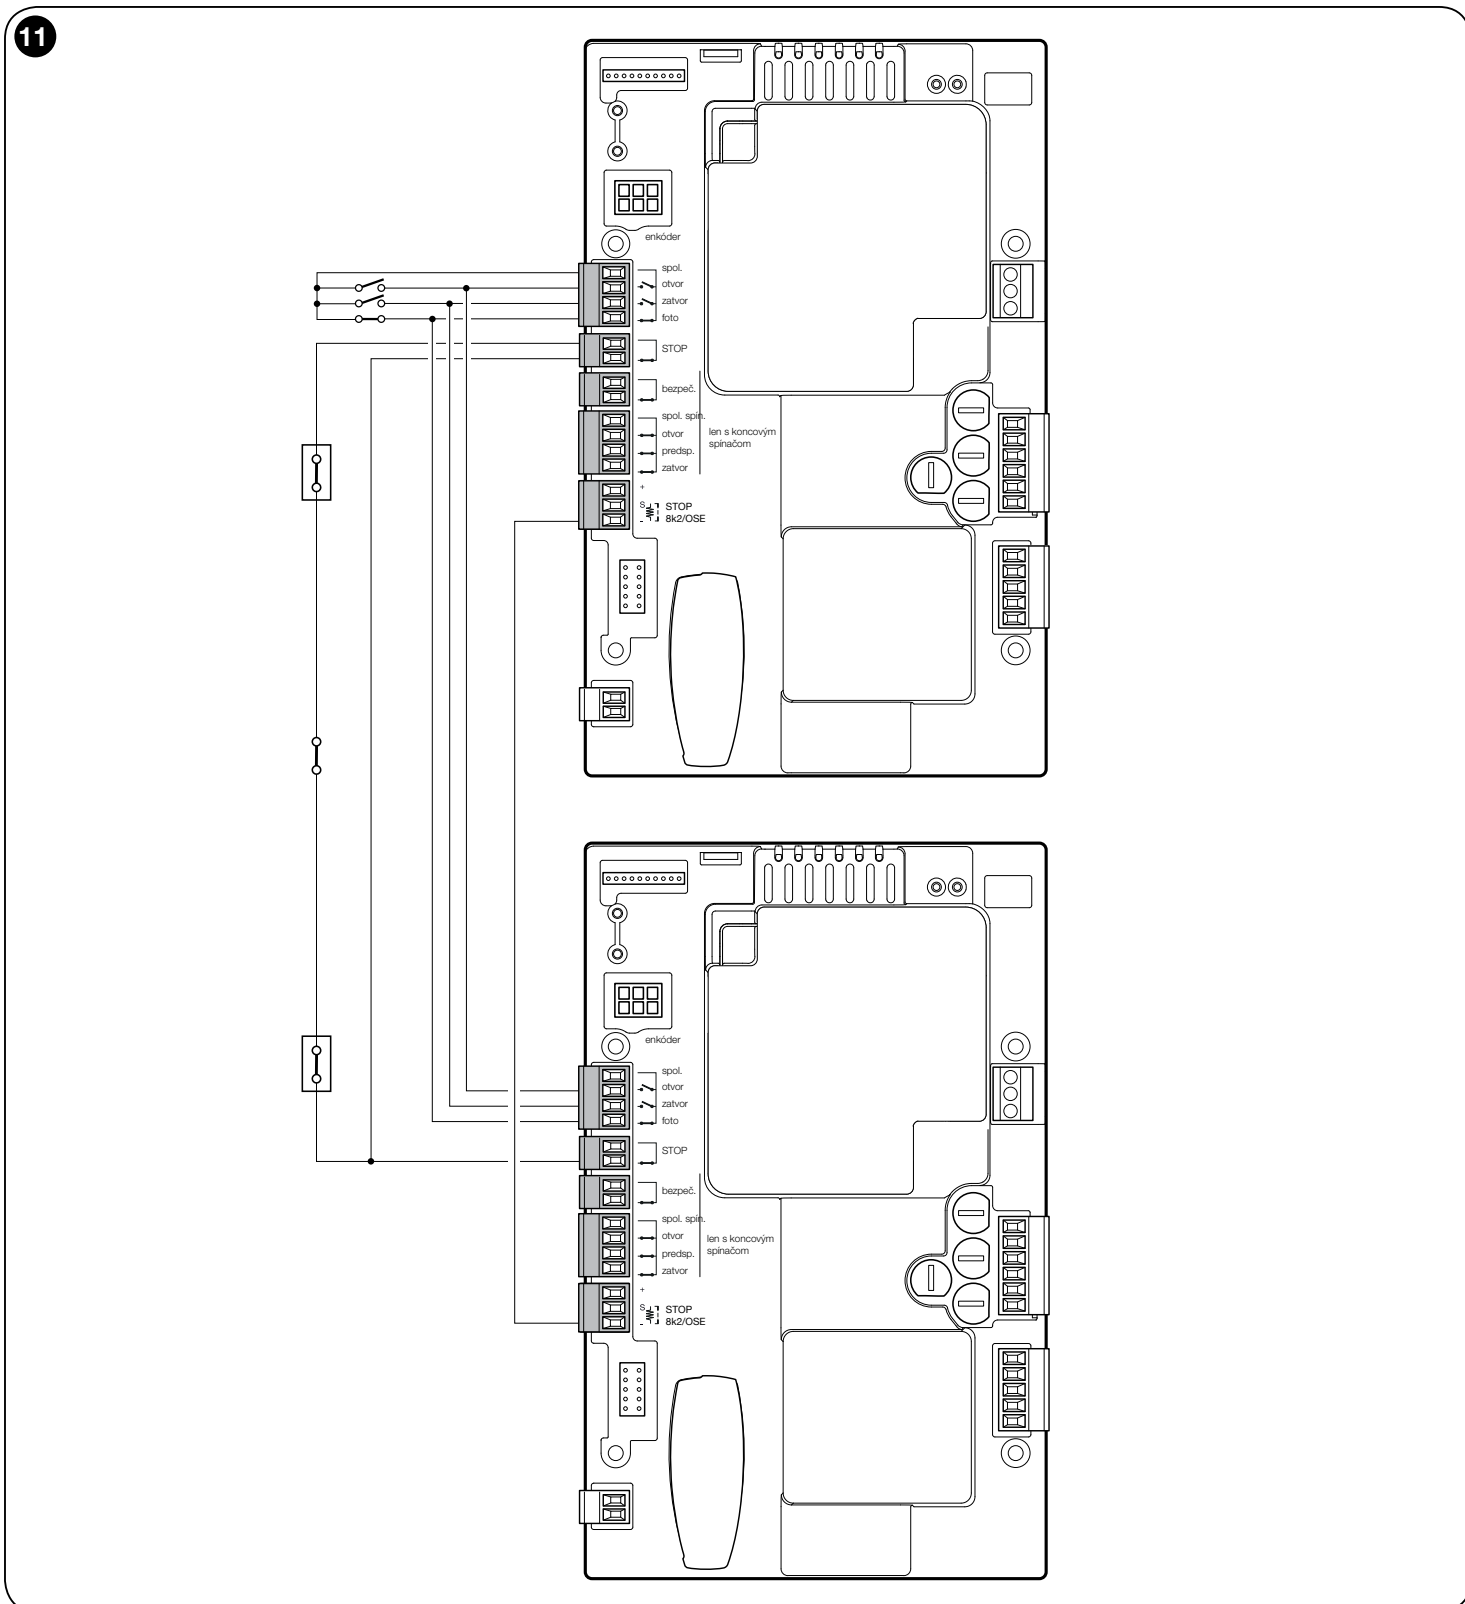 11
enkóder
spol.
otvor
zatvor
foto
STOP
bezpeč.
spol. spín.
otvor
predsp.
zatvor
len s koncovým
spínačom
+
S
-
STOP
8k2/OSE
enkóder
spol.
otvor
zatvor
foto
STOP
bezpeč.
spol. spín.
otvor
predsp.
zatvor
len s koncovým
spínačom
+
S
-
STOP
8k2/OSE